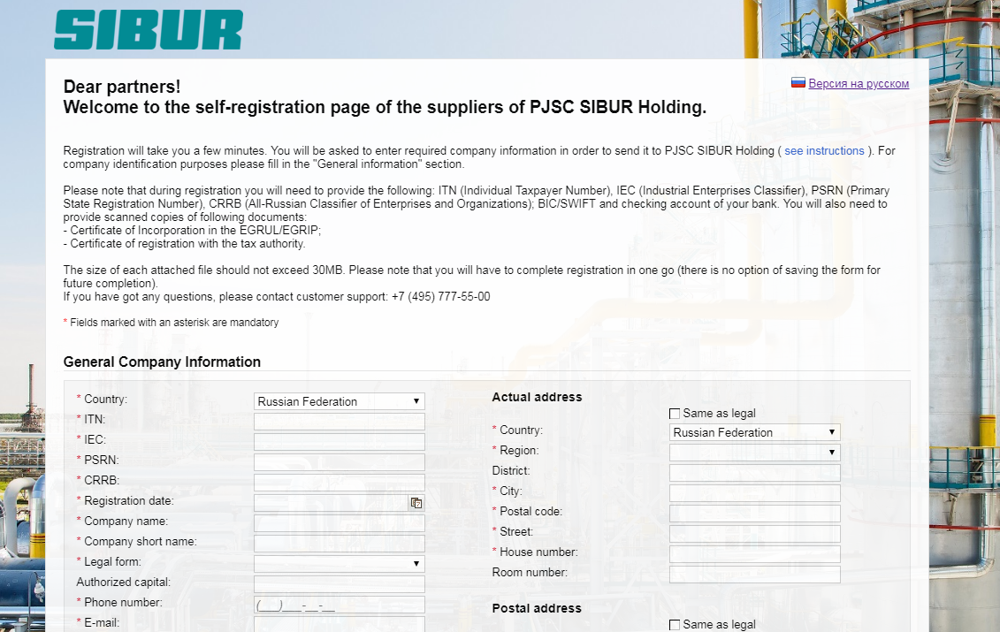 SIBUR
Dear partners!
Версия на русском
Welcome to the self-registration page of the suppliers of PJSC SIBUR Holding.
Registration will take you a few minutes. You will be asked to enter required company information in order to send it to PJSC SIBUR Holding ( see instructions ). For
company identification purposes please fill in the "General information" section.
Please note that during registration you will need to provide the following: ITN (Individual Taxpayer Number), IEC (Industrial Enterprises Classifier), PSRN (Primary
State Registration Number), CRRB (All-Russian Classifier of Enterprises and Organizations); BIC/SWIFT and checking account of your bank. You will also need to
provide scanned copies of following documents:
- Certificate of Incorporation in the EGRUL/EGRIP;
- Certificate of registration with the tax authority.
The size of each attached file should not exceed 30MB. Please note that you will have to complete registration in one go (there is no option of saving the form for
future completion).
If you have got any questions, please contact customer support: +7 (495) 777-55-00
* Fields marked with an asterisk are mandatory
General Company Information
* Country: Russian Federation
* ITN:
* IEC:
* PSRN:
* CRRB:
* Registration date:
* Company name:
* Company short name:
* Legal form:
Authorized capital:
* Phone number: (___)___-__-__
* E-mail:
Actual address
Same as legal
* Country: Russian Federation
* Region:
District:
* City:
* Postal code:
* Street:
* House number:
Room number:
Postal address
Same as legal